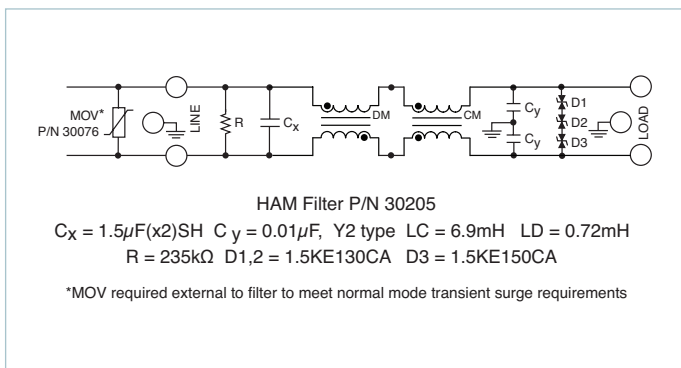 MOV*
P/N 30076
LINE
R
Cx
DM
CM
Cy
Cy
D1
D2
D3
LOAD
HAM Filter P/N 30205
Cx = 1.5µF(x2)SH C y = 0.01µF, Y2 type LC = 6.9mH LD = 0.72mH
R = 235kΩ D1,2 = 1.5KE130CA D3 = 1.5KE150CA
*MOV required external to filter to meet normal mode transient surge requirements